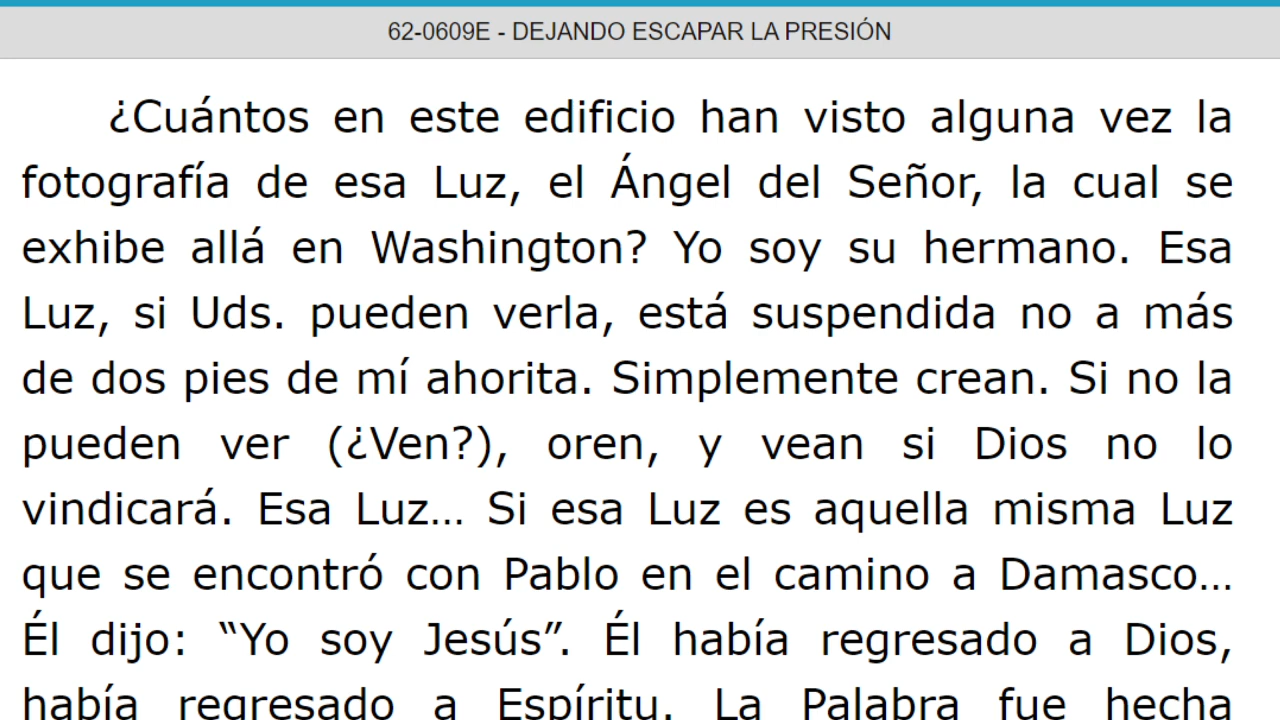 62-0609E - DEJANDO ESCAPAR LA PRESIÓN
¿Cuántos en este edificio han visto alguna vez la
fotografía de esa Luz, el Ángel del Señor, la cual se
exhibe allá en Washington? Yo soy su hermano. Esa
Luz, si Uds. pueden verla, está suspendida no a más
de dos pies de mí ahorita. Simplemente crean. Si no la
pueden ver (¿Ven?), oren, y vean si Dios no lo
vindicará. Esa Luz... Si esa Luz es aquella misma Luz
que se encontró con Pablo en el camino a Damasco...
Él dijo: “Yo soy Jesús”. Él había regresado a Dios,
había regresado a Espíritu. La Palabra fue hecha